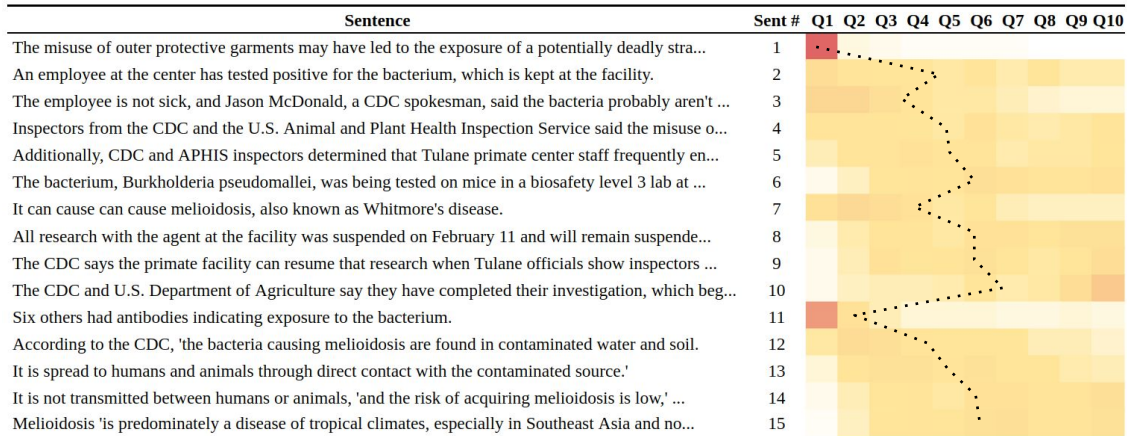 Sentence Sent # Q1 Q2 Q3 Q4 Q5 Q6 Q7 Q8 Q9 Q10
The misuse of outer protective garments may have led to the exposure of a potentially deadly stra... 1
An employee at the center has tested positive for the bacterium, which is kept at the facility. 2
The employee is not sick, and Jason McDonald, a CDC spokesman, said the bacteria probably aren't ... 3
Inspectors from the CDC and the U.S. Animal and Plant Health Inspection Service said the misuse o... 4
Additionally, CDC and APHIS inspectors determined that Tulane primate center staff frequently en... 5
The bacterium, Burkholderia pseudomallei, was being tested on mice in a biosafety level 3 lab at ... 6
It can cause can cause melioidosis, also known as Whitmore's disease. 7
All research with the agent at the facility was suspended on February 11 and will remain suspende... 8
The CDC says the primate facility can resume that research when Tulane officials show inspectors ... 9
The CDC and U.S. Department of Agriculture say they have completed their investigation, which beg... 10
Six others had antibodies indicating exposure to the bacterium. 11
According to the CDC, 'the bacteria causing melioidosis are found in contaminated water and soil. 12
It is spread to humans and animals through direct contact with the contaminated source.' 13
It is not transmitted between humans or animals, 'and the risk of acquiring melioidosis is low,' ... 14
Melioidosis 'is predominately a disease of tropical climates, especially in Southeast Asia and no... 15